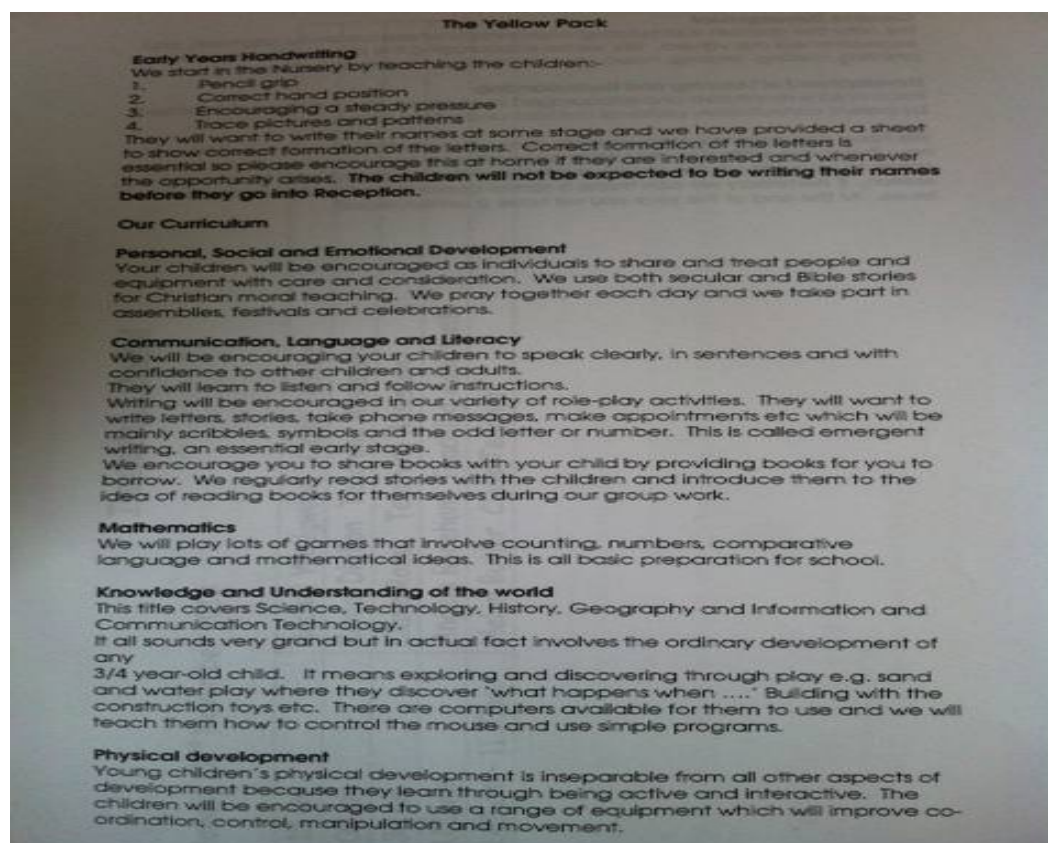 The Yellow Pack
Early Years Handwriting
We start in the Nursery by teaching the children:-
1. Pencil grip
2. Correct hand position
3. Encouraging a steady pressure
4. Trace pictures and patterns
They will want to write their names at some stage and we have provided a sheet
to show correct formation of the letters. Correct formation of the letters is
essential so please encourage this at home if they are interested and whenever
the opportunity arises. The children will not be expected to be writing their names
before they go into Reception.
Our Curriculum
Personal, Social and Emotional Development
Your children will be encouraged as individuals to share and treat people and
equipment with care and consideration. We use both secular and Bible stories
for Christian moral teaching. We pray together each day and we take part in
assemblies, festivals and celebrations.
Communication, Language and Literacy
We will be encouraging your children to speak clearly, in sentences and with
confidence to other children and adults.
They will learn to listen and follow instructions.
Writing will be encouraged in our variety of role-play activities. They will want to
write letters, stories, take phone messages, make appointments etc which will be
mainly scribbles, symbols and the odd letter or number. This is called emergent
writing, an essential early stage.
We encourage you to share books with your child by providing books for you to
borrow. We regularly read stories with the children and introduce them to the
idea of reading books for themselves during our group work.
Mathematics
We will play lots of games that involve counting, numbers, comparative
language and mathematical ideas. This is all basic preparation for school.
Knowledge and Understanding of the world
This title covers Science, Technology, History, Geography and Information and
Communication Technology.
It all sounds very grand but in actual fact involves the ordinary development of
any
3/4 year-old child. It means exploring and discovering through play e.g. sand
and water play where they discover 'what happens when ....' Building with the
construction toys etc. There are computers available for them to use and we will
teach them how to control the mouse and use simple programs.
Physical development
Young children's physical development is inseparable from all other aspects of
development because they learn through being active and interactive. The
children will be encouraged to use a range of equipment which will improve co-
ordination, control, manipulation and movement.